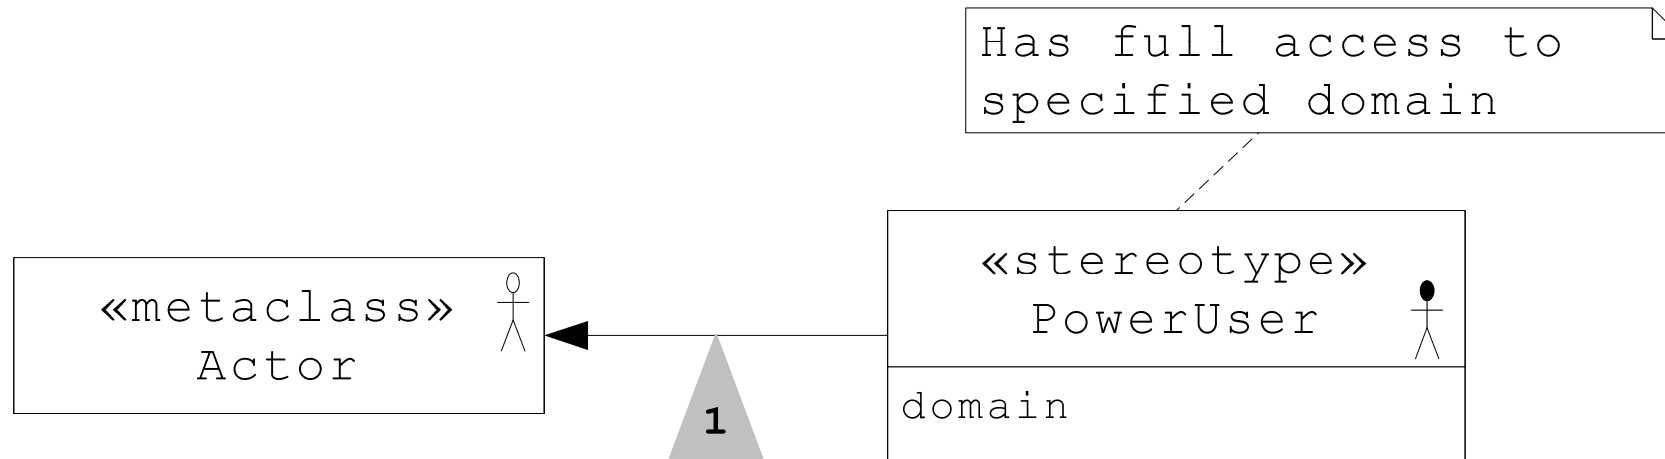 Has full access to
specified domain
«stereotype»
PowerUser
«metaclass»
Actor
domain
1